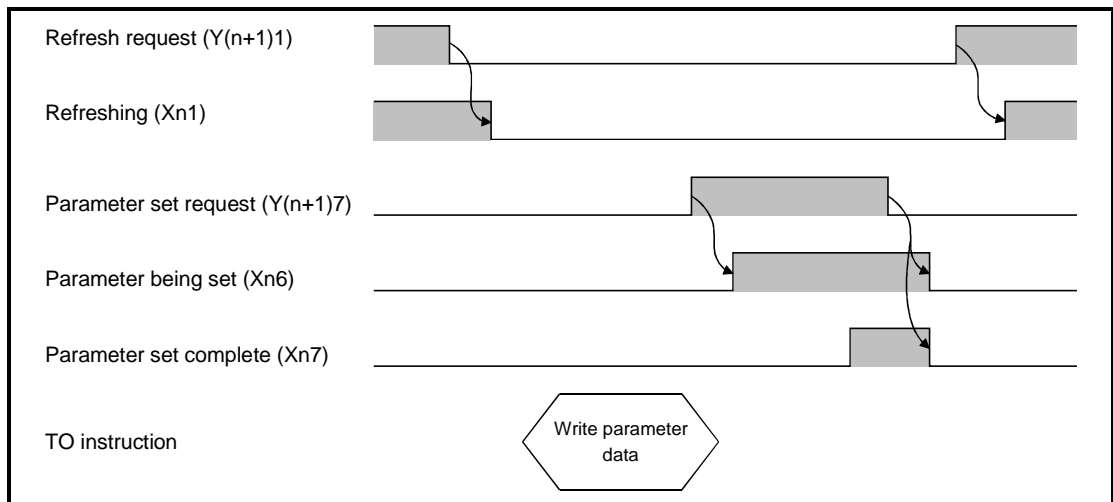 Refresh request (Y(n+1)1)
Refreshing (Xn1)
Parameter set request (Y(n+1)7)
Parameter being set (Xn6)
Parameter set complete (Xn7)
TO instruction
Write parameter
data